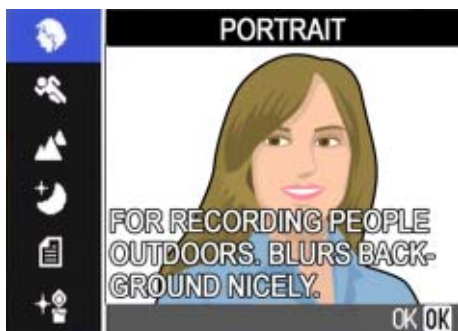 PORTRAIT
FOR RECORDING PEOPLE
OUTDOORS. BLURS BACK-
GROUND NICELY.
OK OK